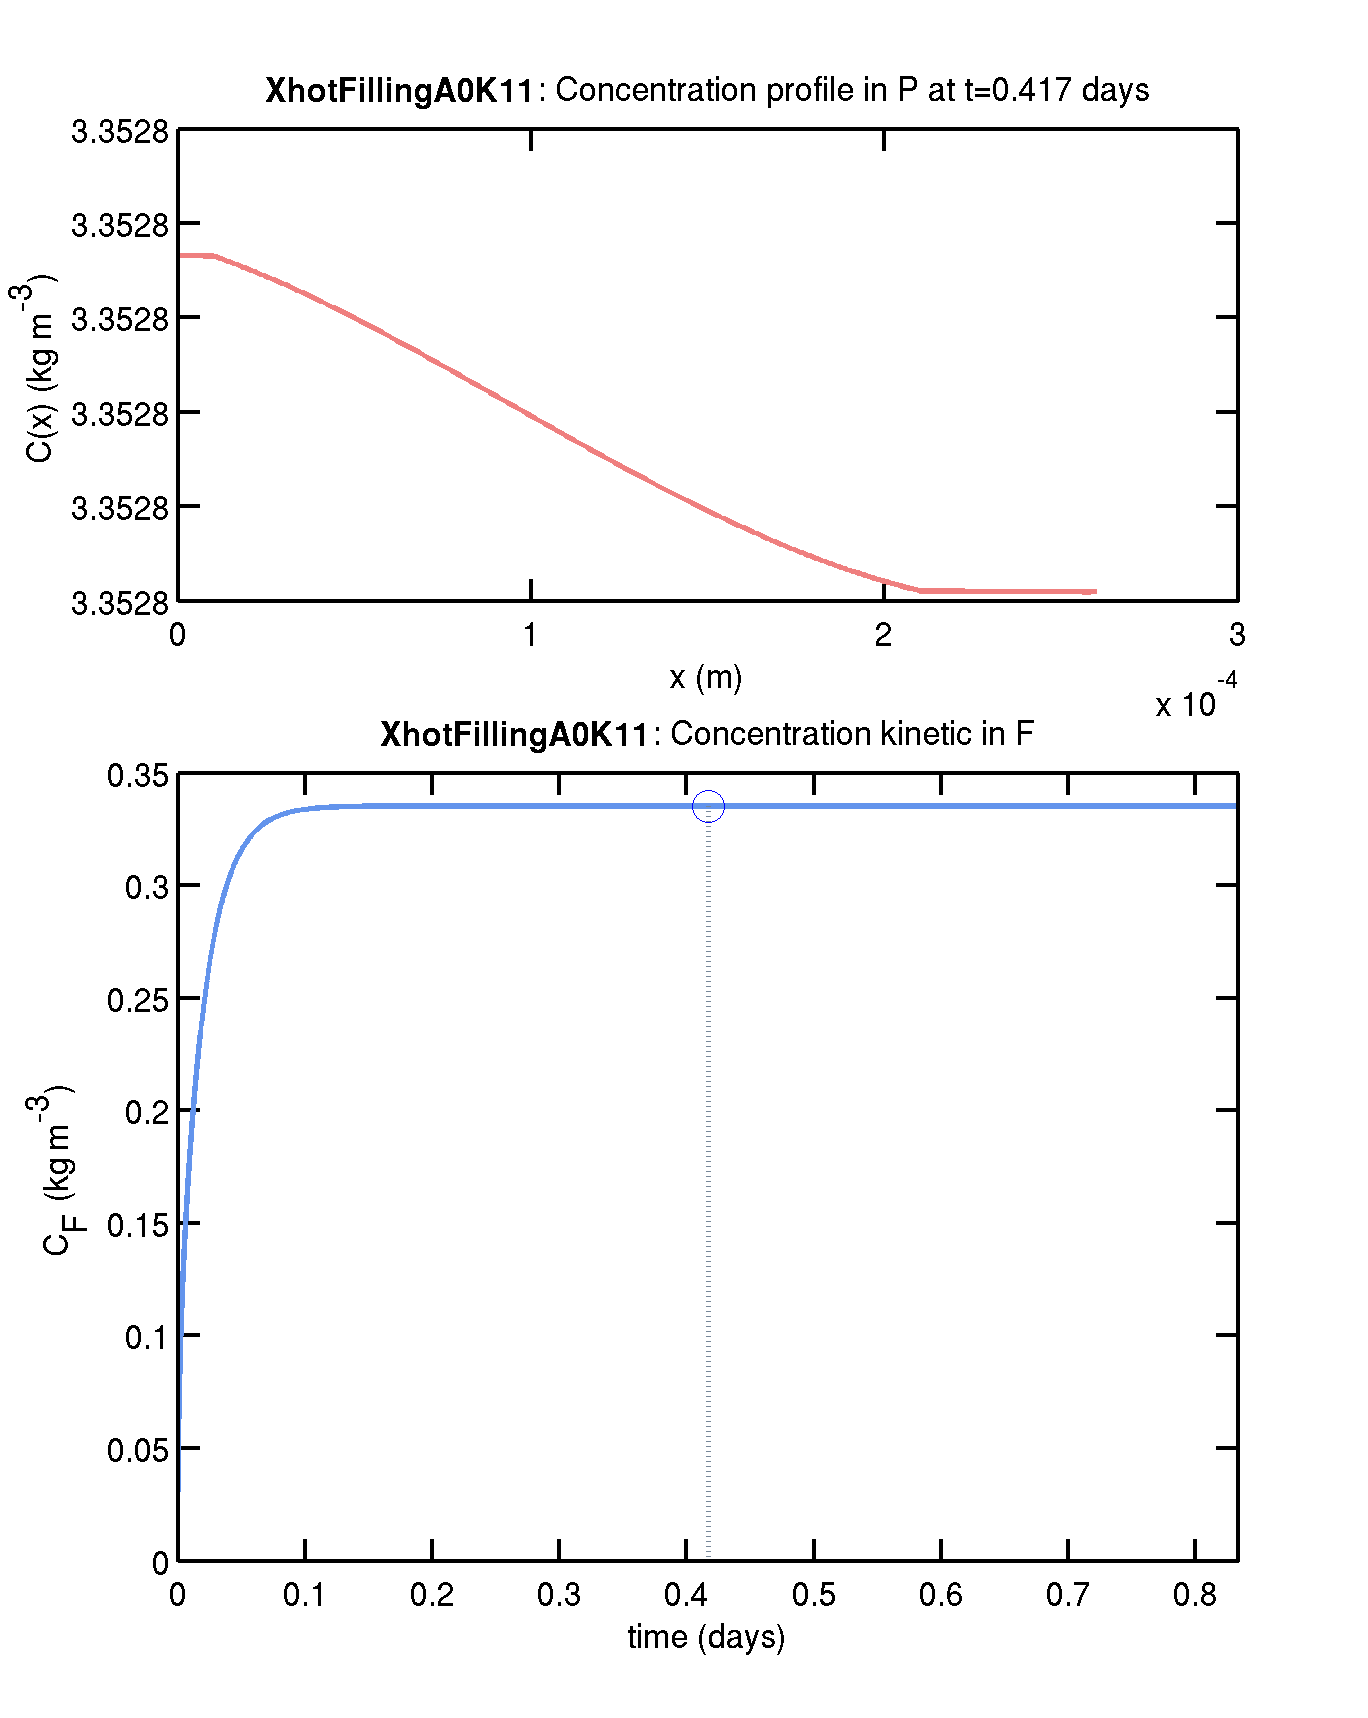 XhotFillingA0K11: Concentration profile in P at t=0.417 days
3.3528
3.3528
3.3528
3.3528
3.3528
3.3528
C(x) (kg m-3)
0 1 2 3
x (m)
x 10-4
XhotFillingA0K11: Concentration kinetic in F
0.35
0.3
0.25
0.2
0.15
0.1
0.05
0
CF (kg m-3)
0 0.1 0.2 0.3 0.4 0.5 0.6 0.7 0.8
time (days)